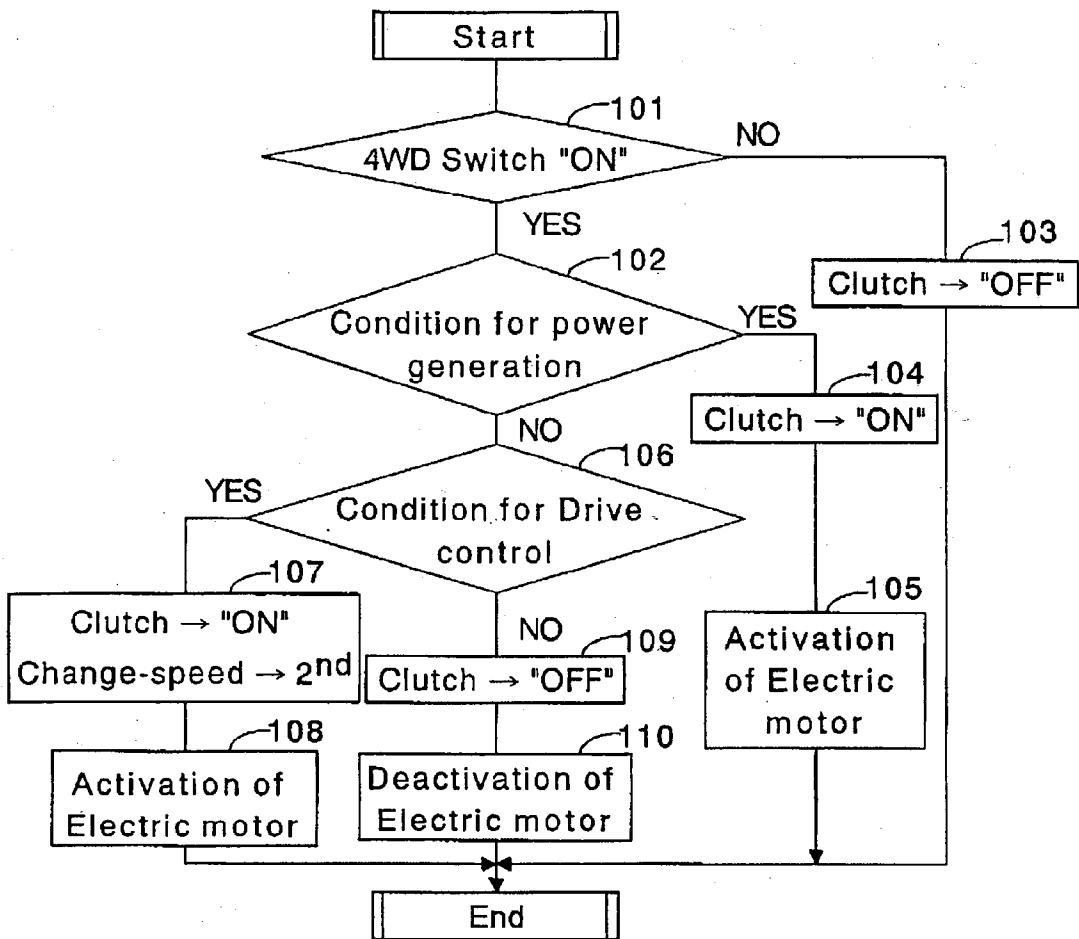 Start
101
4WD Switch "ON"
NO
YES
103
Clutch → "OFF"
102
Condition for power
generation
YES
104
Clutch → "ON"
NO
106
Condition for Drive
control
YES
107
Clutch → "ON"
Change-speed → 2nd
NO
109
Clutch → "OFF"
105
Activation
of Electric
motor
108
Activation of
Electric motor
110
Deactivation of
Electric motor
End